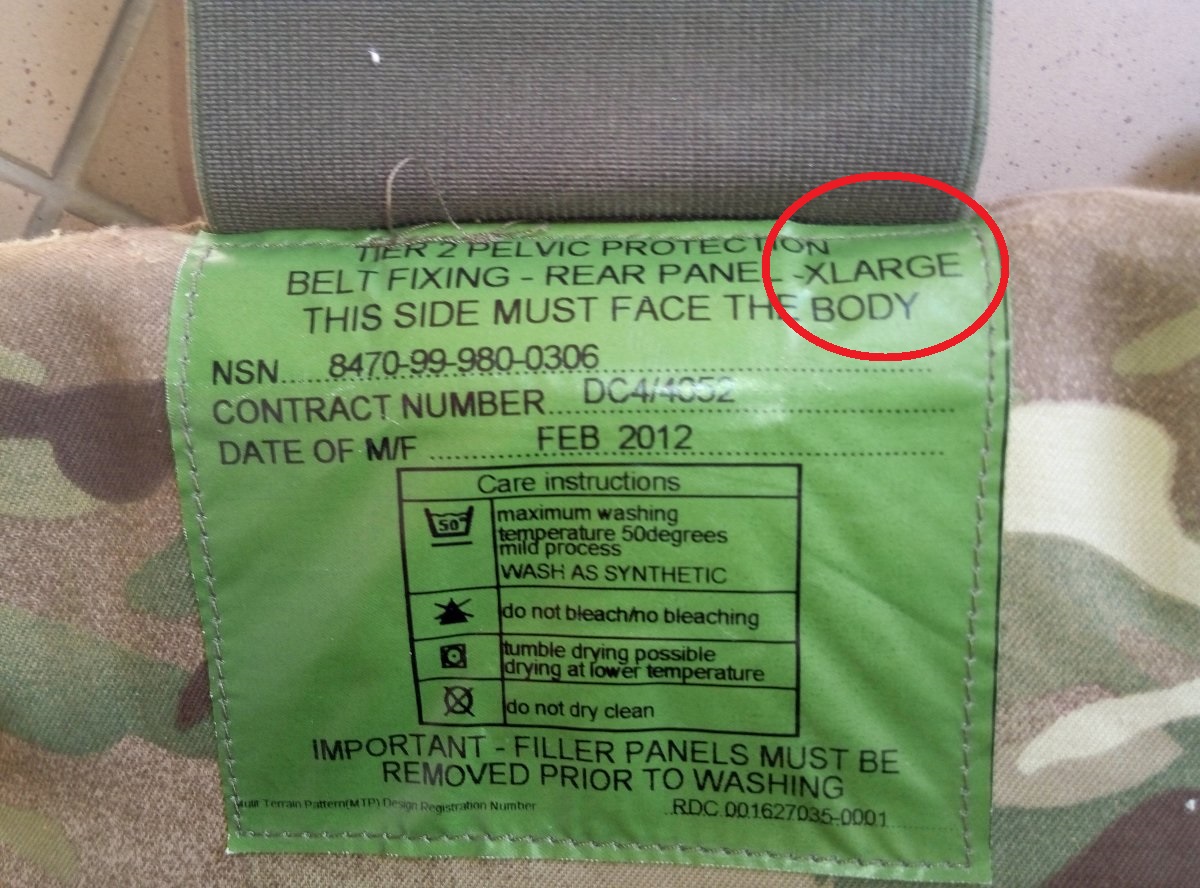 TIER 2 PELVIC PROTECTION
BELT FIXING - REAR PANEL -XLARGE
THIS SIDE MUST FACE THE BODY
NSN..... 8470-99-980-0306
CONTRACT NUMBER... DC4/4052
DATE OF M/F ..... FEB 2012
Care instructions
50°
maximum washing
temperature 50degrees
mild process
WASH AS SYNTHETIC
do not bleach/no bleaching
tumble drying possible
drying at lower temperature
do not dry clean
IMPORTANT - FILLER PANELS MUST BE
REMOVED PRIOR TO WASHING
Multi Terrain Pattern(MTP) Design Registration Number ..RDC 001627035-0001